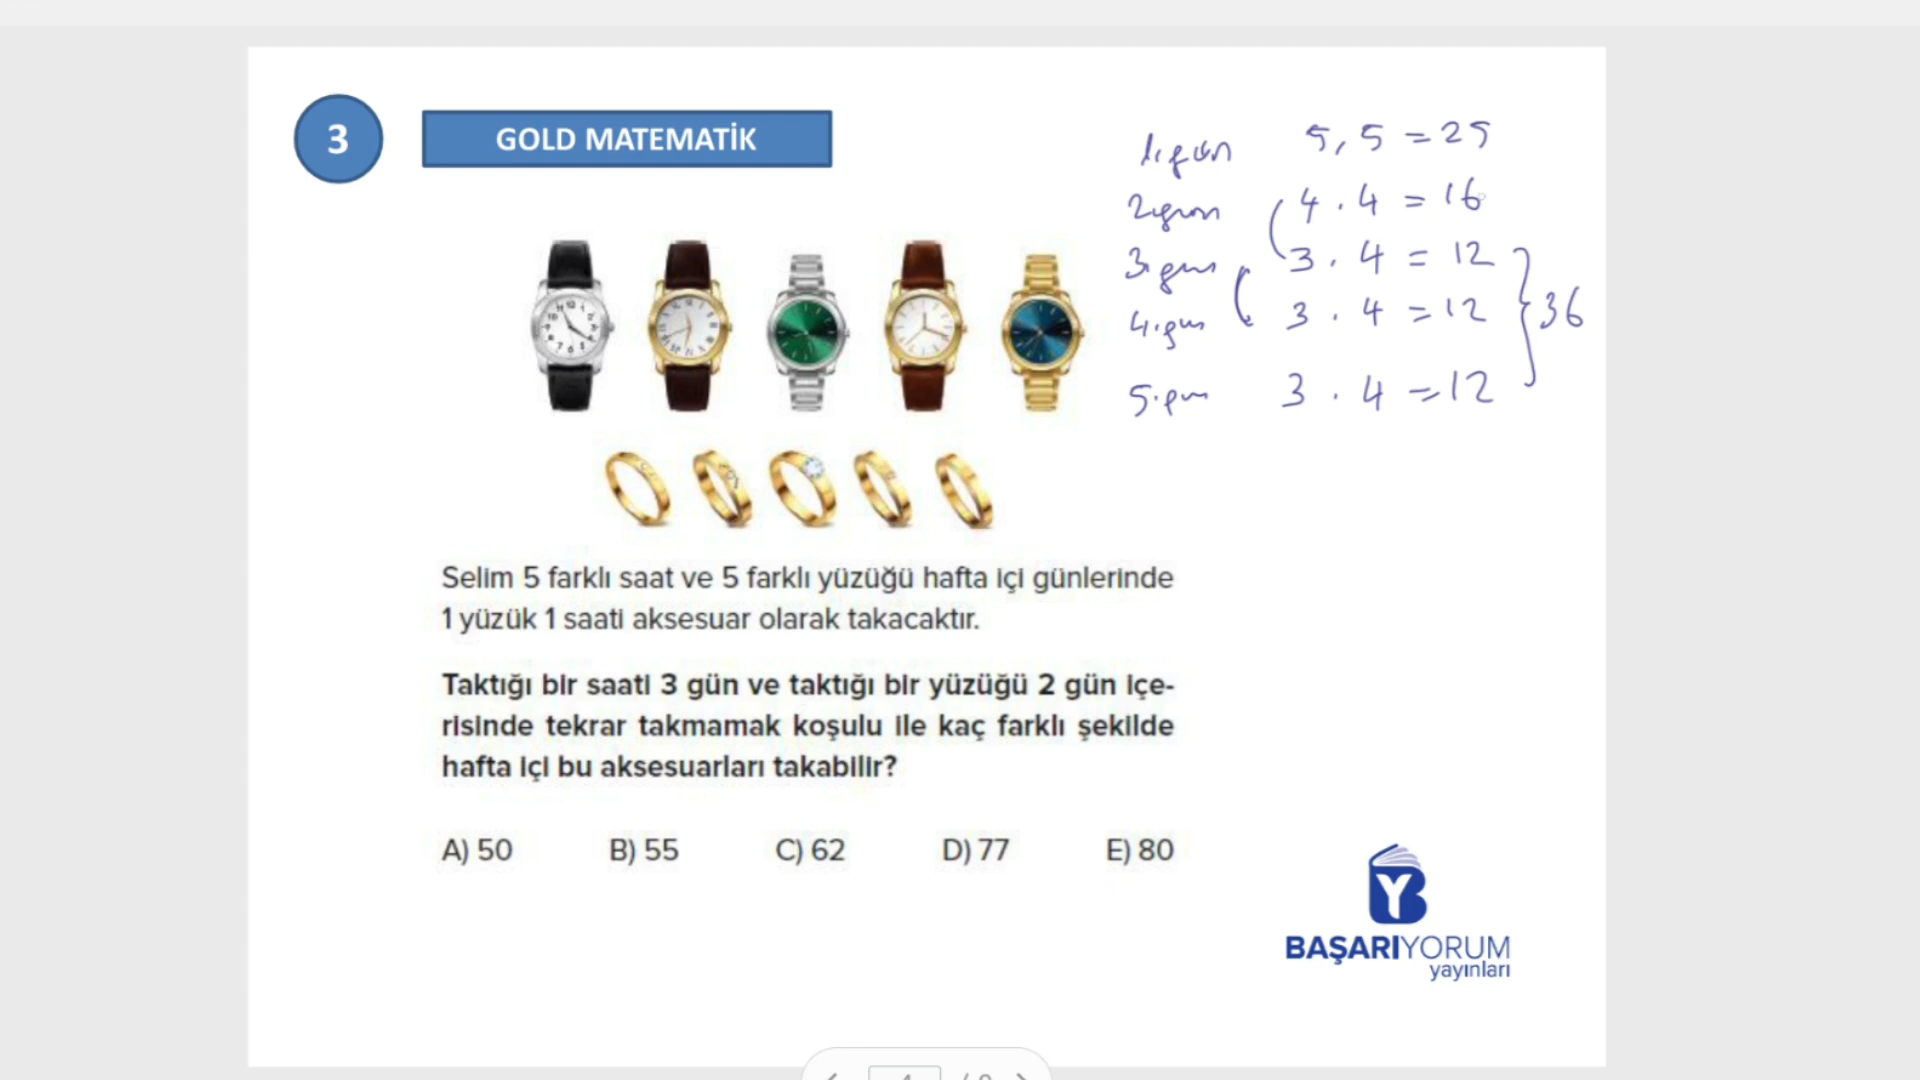 3
GOLD MATEMATİK
1.gün 5,5 = 25
2.gün 4.4 = 16
3.gün 3.4 = 12
4.gün 3.4 = 12
36
5.gün 3.4 = 12
Selim 5 farklı saat ve 5 farklı yüzüğü hafta içi günlerinde
1 yüzük 1 saati aksesuar olarak takacaktır.
Taktığı bir saati 3 gün ve taktığı bir yüzüğü 2 gün içe-
risinde tekrar takmamak koşulu ile kaç farklı şekilde
hafta içi bu aksesuarları takabilir?
A) 50 B) 55 C) 62 D) 77 E) 80
BY
BAŞARIYORUM
yayınları